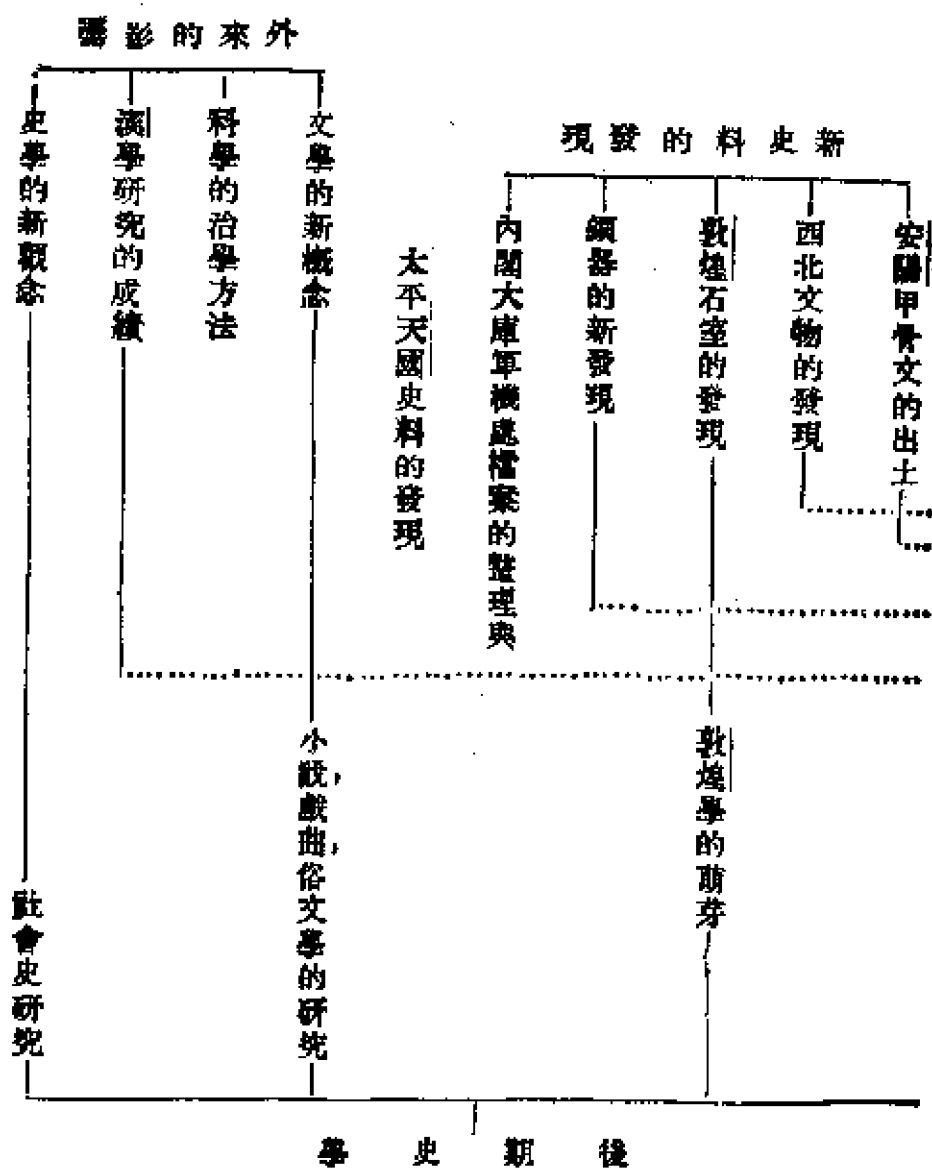 新史料的發現
安陽甲骨文的出土
西北文物的發現
敦煌石室的發現
銅器的新發現
內閣大庫軍機處檔案的整理與
太平天國史料的發現
外來的影響
文學的新概念
科學的治學方法
漢學研究的成績
史學的新觀念
敦煌學的萌芽
小說，戲曲，俗文學的研究
社會史研究
後期史學